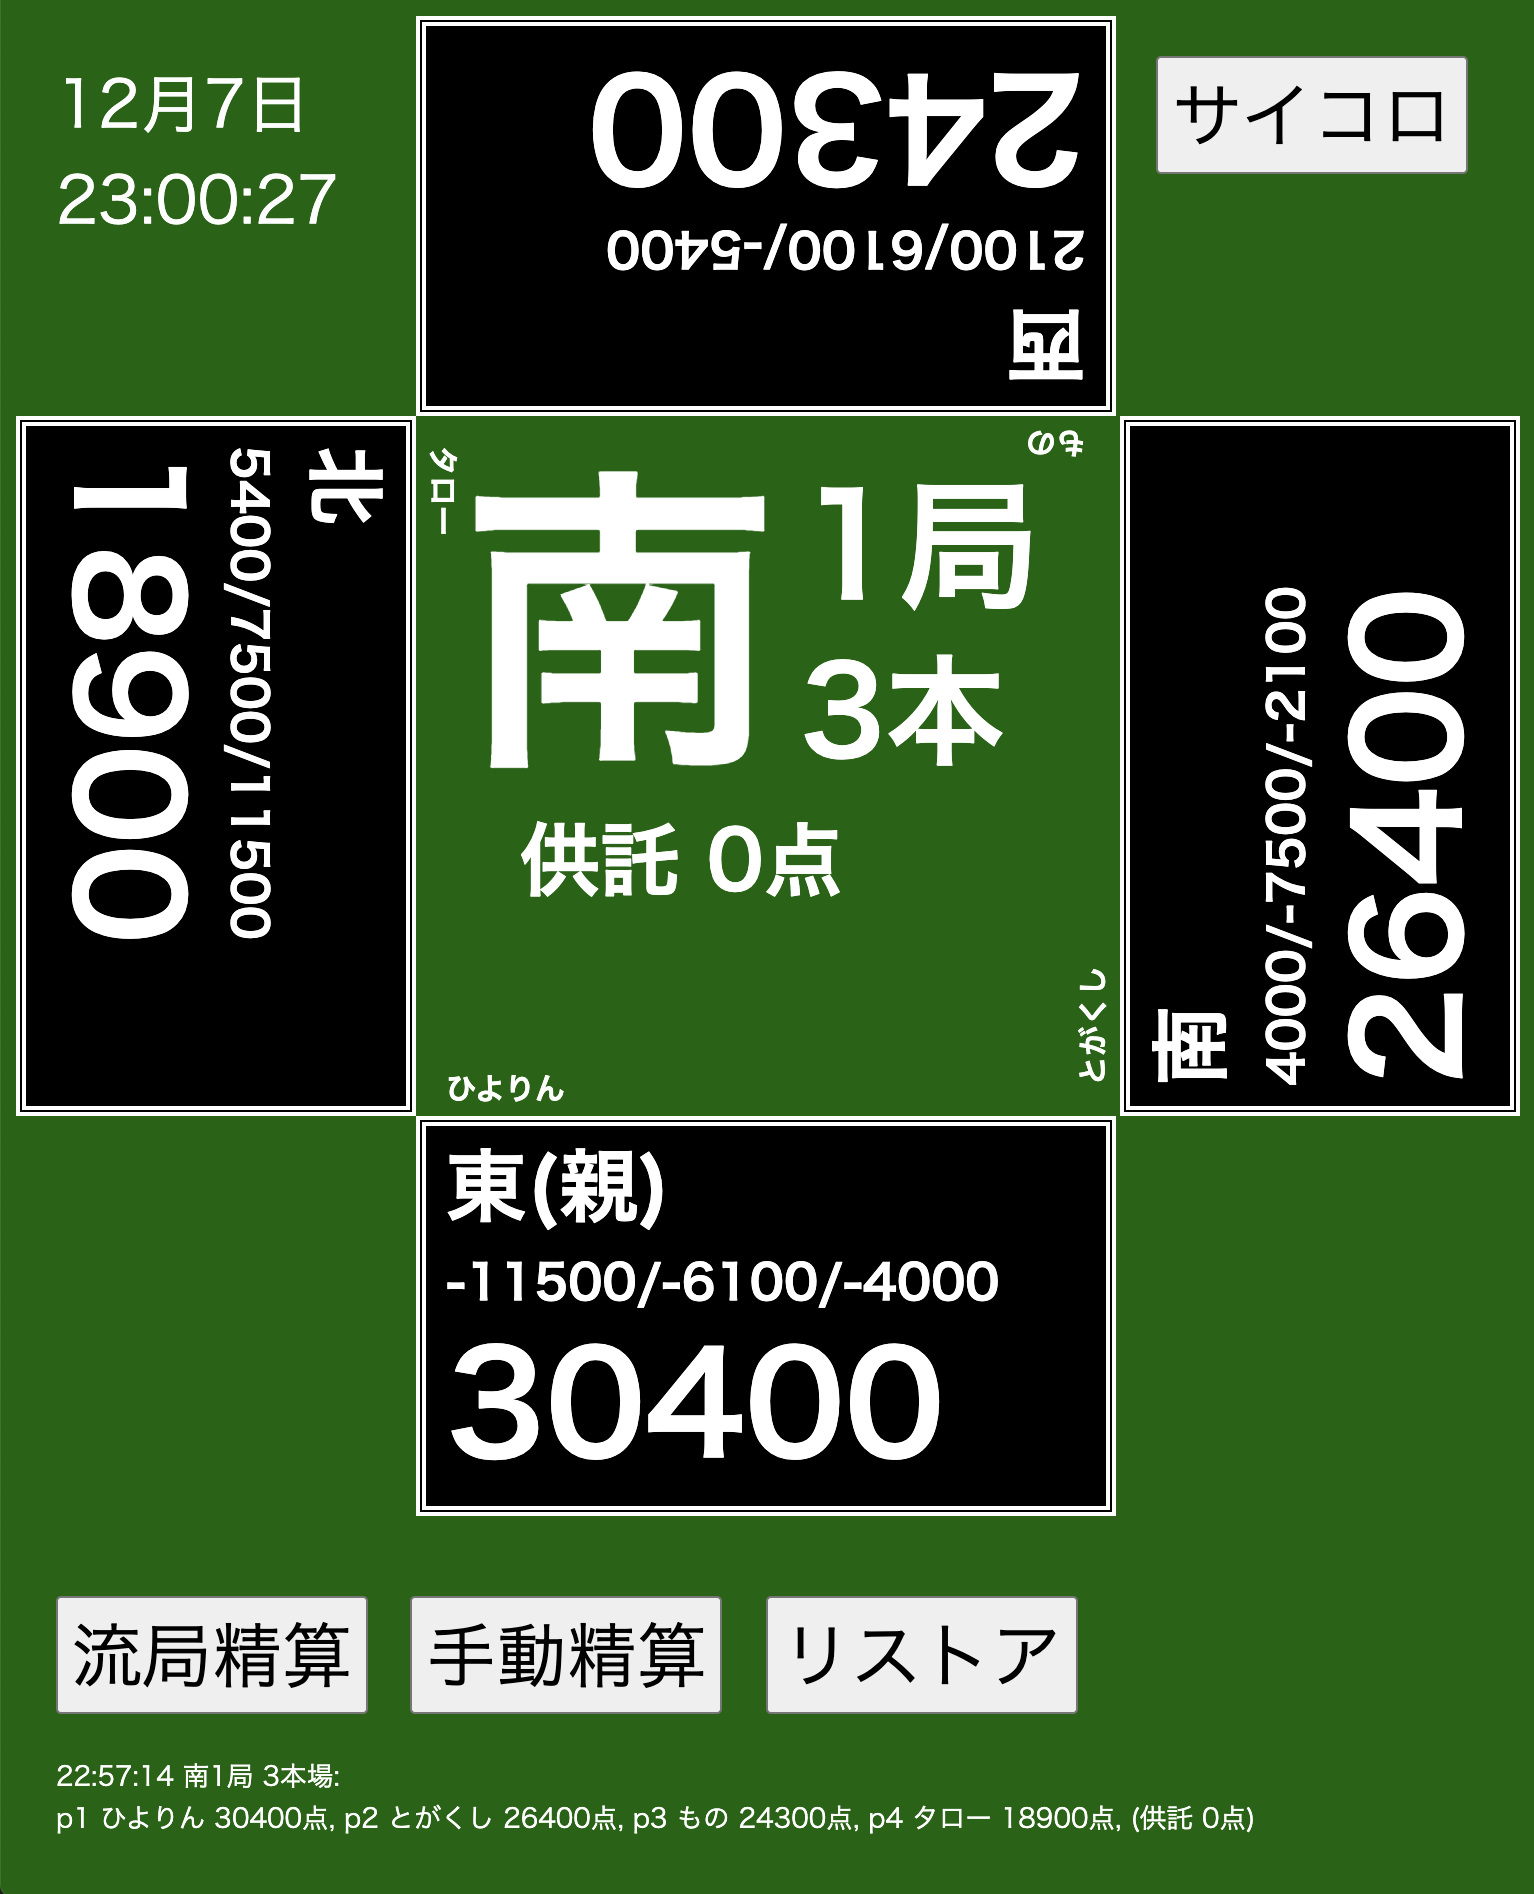 12月7日
23:00:27
サイコロ
24300
2100/6100/-5400
西
北
5400/7500/11500
18900
タロー
もの
南
1局
3本
供託 0点
とがくし
ひよりん
南
4000/-7500/-2100
26400
東(親)
-11500/-6100/-4000
30400
流局精算
手動精算
リストア
22:57:14 南1局 3本場:
p1 ひよりん 30400点, p2 とがくし 26400点, p3 もの 24300点, p4 タロー 18900点, (供託 0点)